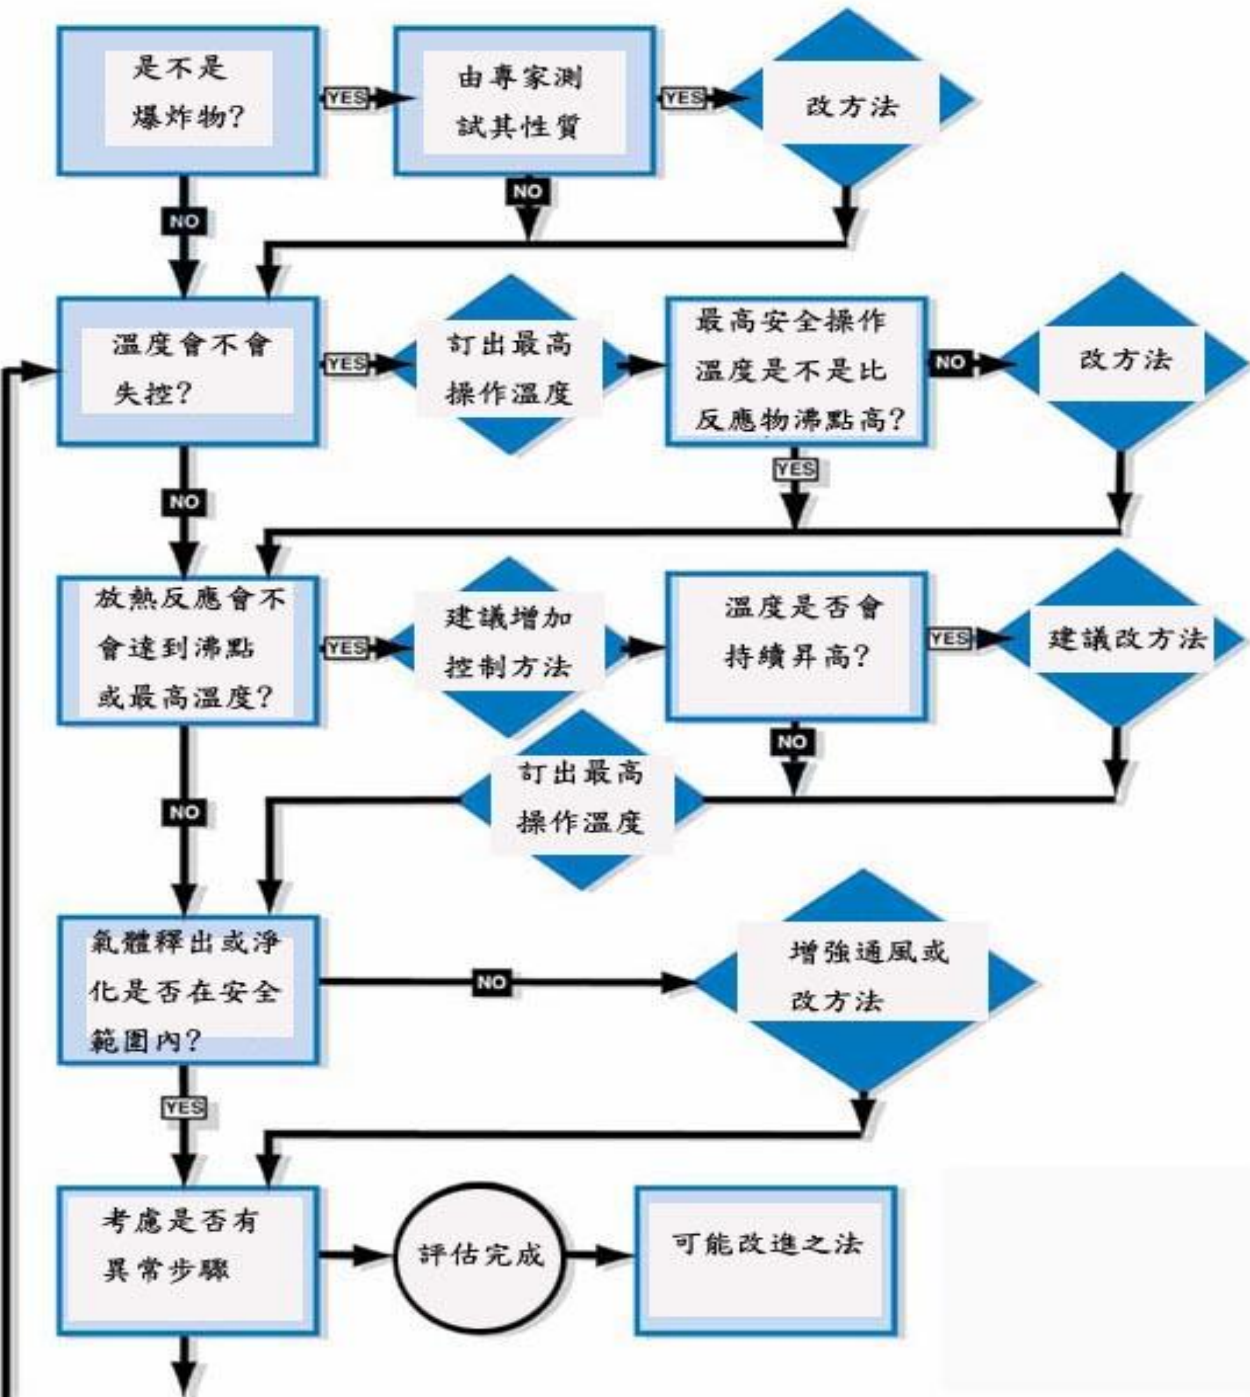 是不是
爆炸物?
YES
由專家測
試其性質
YES
改方法
NO
NO
溫度會不會
失控?
YES
訂出最高
操作溫度
最高安全操作
溫度是不是比
反應物沸點高?
NO
改方法
YES
NO
放熱反應會不
會達到沸點
或最高溫度?
YES
建議增加
控制方法
溫度是否會
持續昇高?
YES
建議改方法
NO
訂出最高
操作溫度
NO
氣體釋出或淨
化是否在安全
範圍內?
NO
增強通風或
改方法
YES
考慮是否有
異常步驟
評估完成
可能改進之法